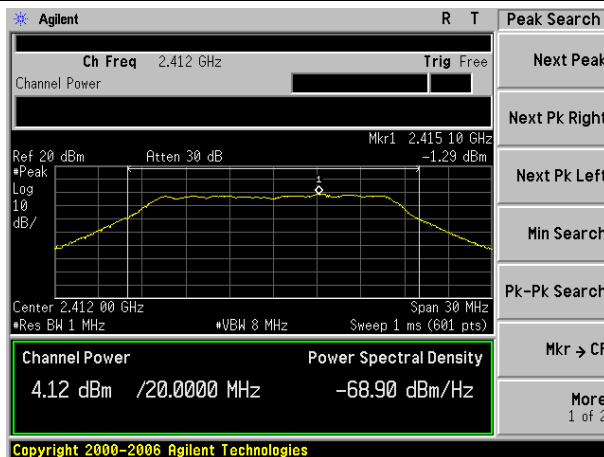 Agilent R T Peak Search
Ch Freq 2.412 GHz Trig Free
Channel Power
Next Peak
Next Pk Right
Mkr1 2.415 10 GHz
Ref 20 dBm Atten 30 dB -1.29 dBm
#Peak
Log
10
dB/
1
Next Pk Left
Min Search
Pk-Pk Search
Center 2.412 00 GHz Span 30 MHz
#Res BW 1 MHz #VBW 8 MHz Sweep 1 ms (601 pts)
Channel Power Power Spectral Density
4.12 dBm /20.0000 MHz -68.90 dBm/Hz
Mkr → CF
More
1 of 2
Copyright 2000-2006 Agilent Technologies